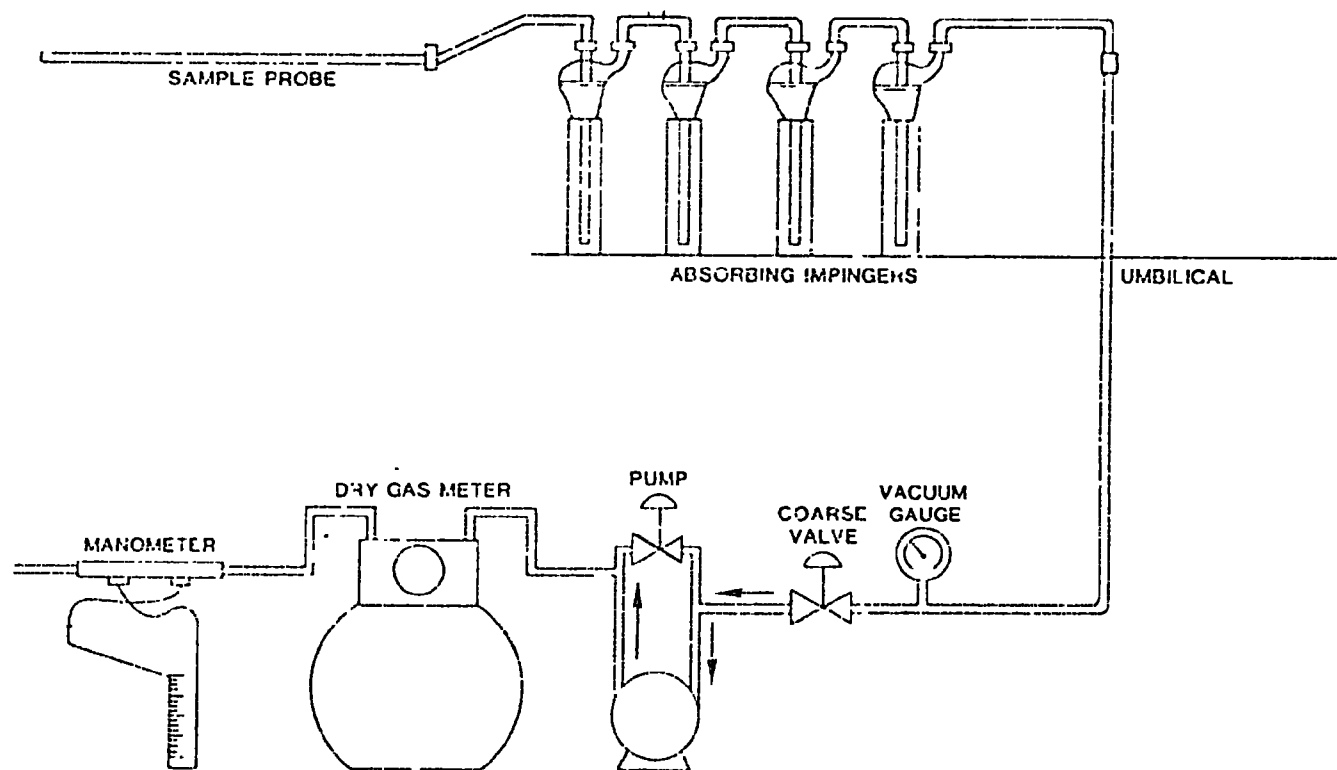 SAMPLE PROBE
ABSORBING IMPINGERS
UMBILICAL
PUMP
DRY GAS METER
VACUUM
GAUGE
COARSE
VALVE
MANOMETER